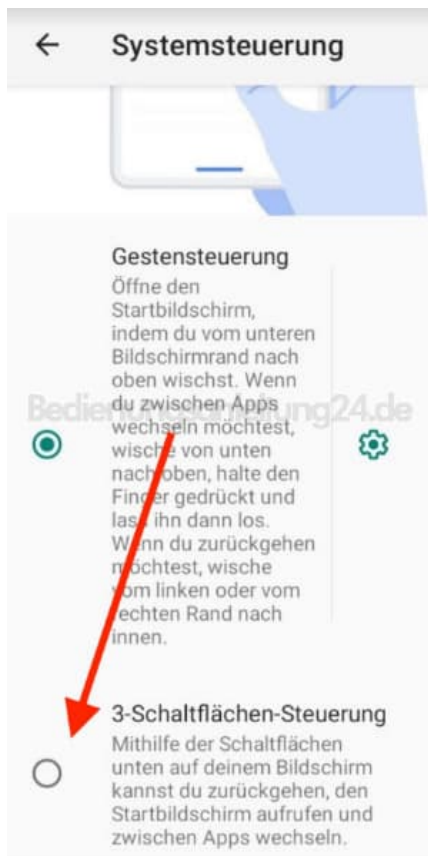 Systemsteuerung
Gestensteuerung
Öffne den
Startbildschirm,
indem du vom unteren
Bildschirmrand nach
oben wischst. Wenn
du zwischen Apps
wechseln möchtest,
wische von unten
nach oben, halte den
Finger gedrückt und
lass ihn dann los.
Wenn du zurückgehen
möchtest, wische
vom linken oder vom
rechten Rand nach
innen.
Bedienungsanleitung24.de
3-Schaltflächen-Steuerung
Mithilfe der Schaltflächen
unten auf deinem Bildschirm
kannst du zurückgehen, den
Startbildschirm aufrufen und
zwischen Apps wechseln.